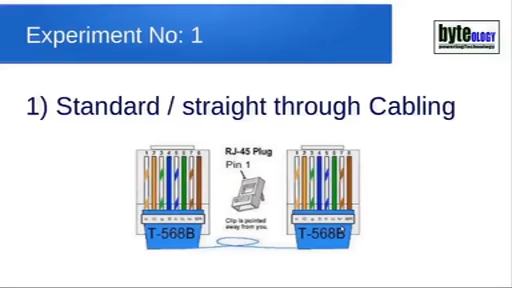 Experiment No: 1
byteOLOGY
poweringTechnology
1) Standard / straight through Cabling
RJ-45 Plug
Pin 1
1 2 3 4 5 6 7 8
1 2 3 4 5 6 7 8
Clip is pointed
away from you.
T-568B
T-568B